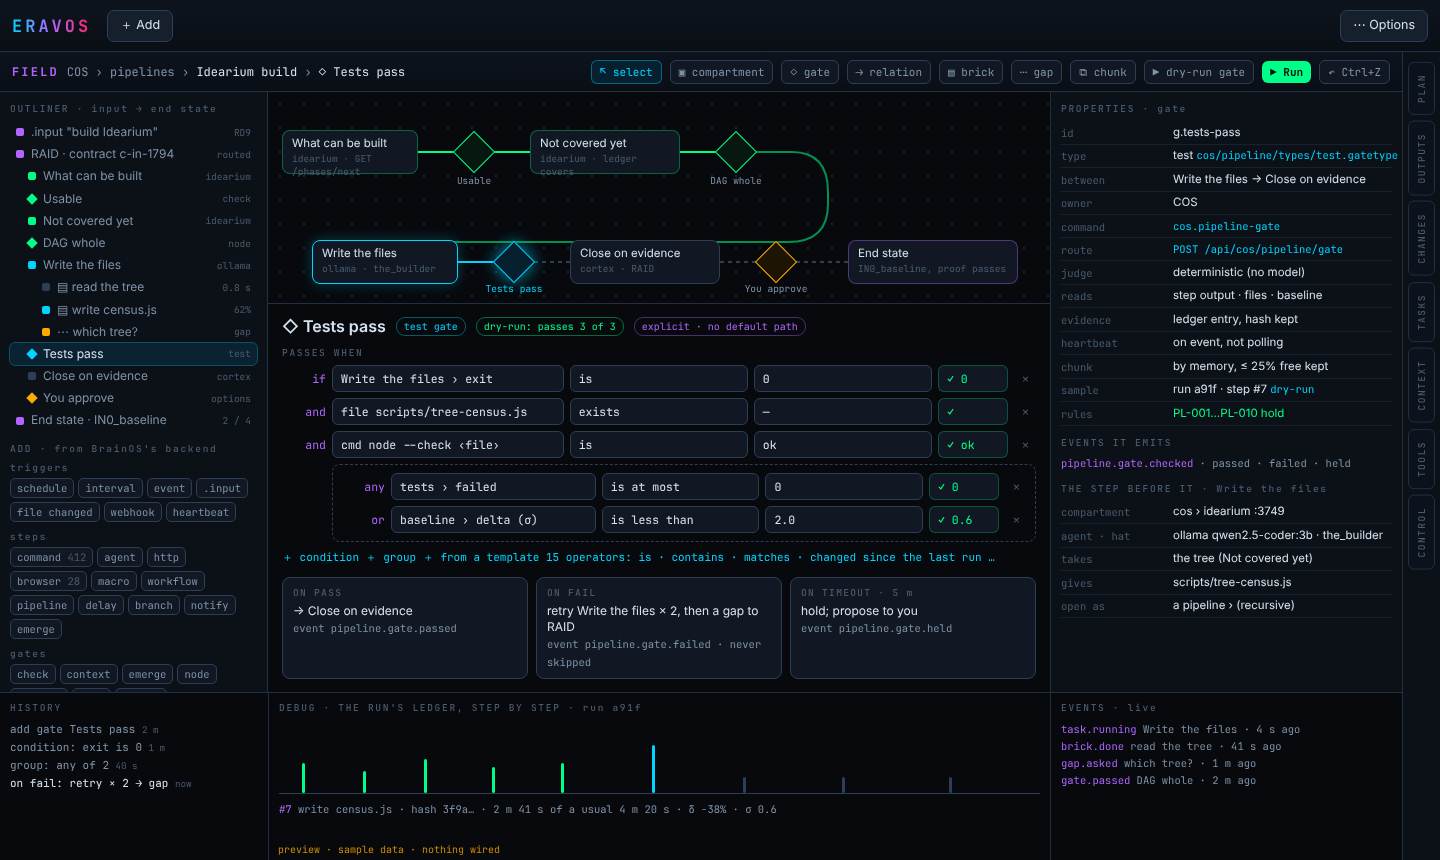 ERAVOS
＋ Add
⋯ Options
FIELD COS › pipelines › Idearium build › ◇ Tests pass
⇱ select
▣ compartment
◇ gate
→ relation
▤ brick
⋯ gap
⧉ chunk
▶ dry-run gate
▶ Run
↶ Ctrl+Z
OUTLINER · input → end state
.input "build Idearium" RD9
RAID · contract c-in-1794 routed
What can be built idearium
Usable check
Not covered yet idearium
DAG whole node
Write the files ollama
▤ read the tree 0.8 s
▤ write census.js 62%
⋯ which tree? gap
Tests pass test
Close on evidence cortex
You approve options
End state · IN0_baseline 2 / 4
ADD · from BrainOS's backend
triggers
schedule interval event .input
file changed webhook heartbeat
steps
command 412 agent http
browser 28 macro workflow
pipeline delay branch notify
emerge
gates
check context emerge node
What can be built
idearium · GET
/phases/next
Usable
Not covered yet
idearium · ledger
covers
DAG whole
Write the files
ollama · the_builder
Tests pass
Close on evidence
cortex · RAID
You approve
End state
IN0_baseline, proof passes
◇ Tests pass
test gate
dry-run: passes 3 of 3
explicit · no default path
PASSES WHEN
if Write the files › exit is 0 ✓ 0 ×
and file scripts/tree-census.js exists — ✓ ×
and cmd node --check ‹file› is ok ✓ ok ×
any tests › failed is at most 0 ✓ 0 ×
or baseline › delta (σ) is less than 2.0 ✓ 0.6 ×
＋ condition ＋ group ＋ from a template 15 operators: is · contains · matches · changed since the last run …
ON PASS
→ Close on evidence
event pipeline.gate.passed
ON FAIL
retry Write the files × 2, then a gap to
RAID
event pipeline.gate.failed · never
skipped
ON TIMEOUT · 5 m
hold; propose to you
event pipeline.gate.held
PROPERTIES · gate
id g.tests-pass
type test cos/pipeline/types/test.gatetype
between Write the files → Close on evidence
owner COS
command cos.pipeline-gate
route POST /api/cos/pipeline/gate
judge deterministic (no model)
reads step output · files · baseline
evidence ledger entry, hash kept
heartbeat on event, not polling
chunk by memory, ≤ 25% free kept
sample run a91f · step #7 dry-run
rules PL-001…PL-010 hold
EVENTS IT EMITS
pipeline.gate.checked · passed · failed · held
THE STEP BEFORE IT · Write the files
compartment cos › idearium :3749
agent · hat ollama qwen2.5-coder:3b · the_builder
takes the tree (Not covered yet)
gives scripts/tree-census.js
open as a pipeline › (recursive)
PLAN
OUTPUTS
CHANGES
TASKS
CONTEXT
TOOLS
CONTROL
HISTORY
add gate Tests pass 2 m
condition: exit is 0 1 m
group: any of 2 40 s
on fail: retry × 2 → gap now
DEBUG · THE RUN'S LEDGER, STEP BY STEP · run a91f
#7 write census.js · hash 3f9a… · 2 m 41 s of a usual 4 m 20 s · δ -38% · σ 0.6
preview · sample data · nothing wired
EVENTS · live
task.running Write the files · 4 s ago
brick.done read the tree · 41 s ago
gap.asked which tree? · 1 m ago
gate.passed DAG whole · 2 m ago